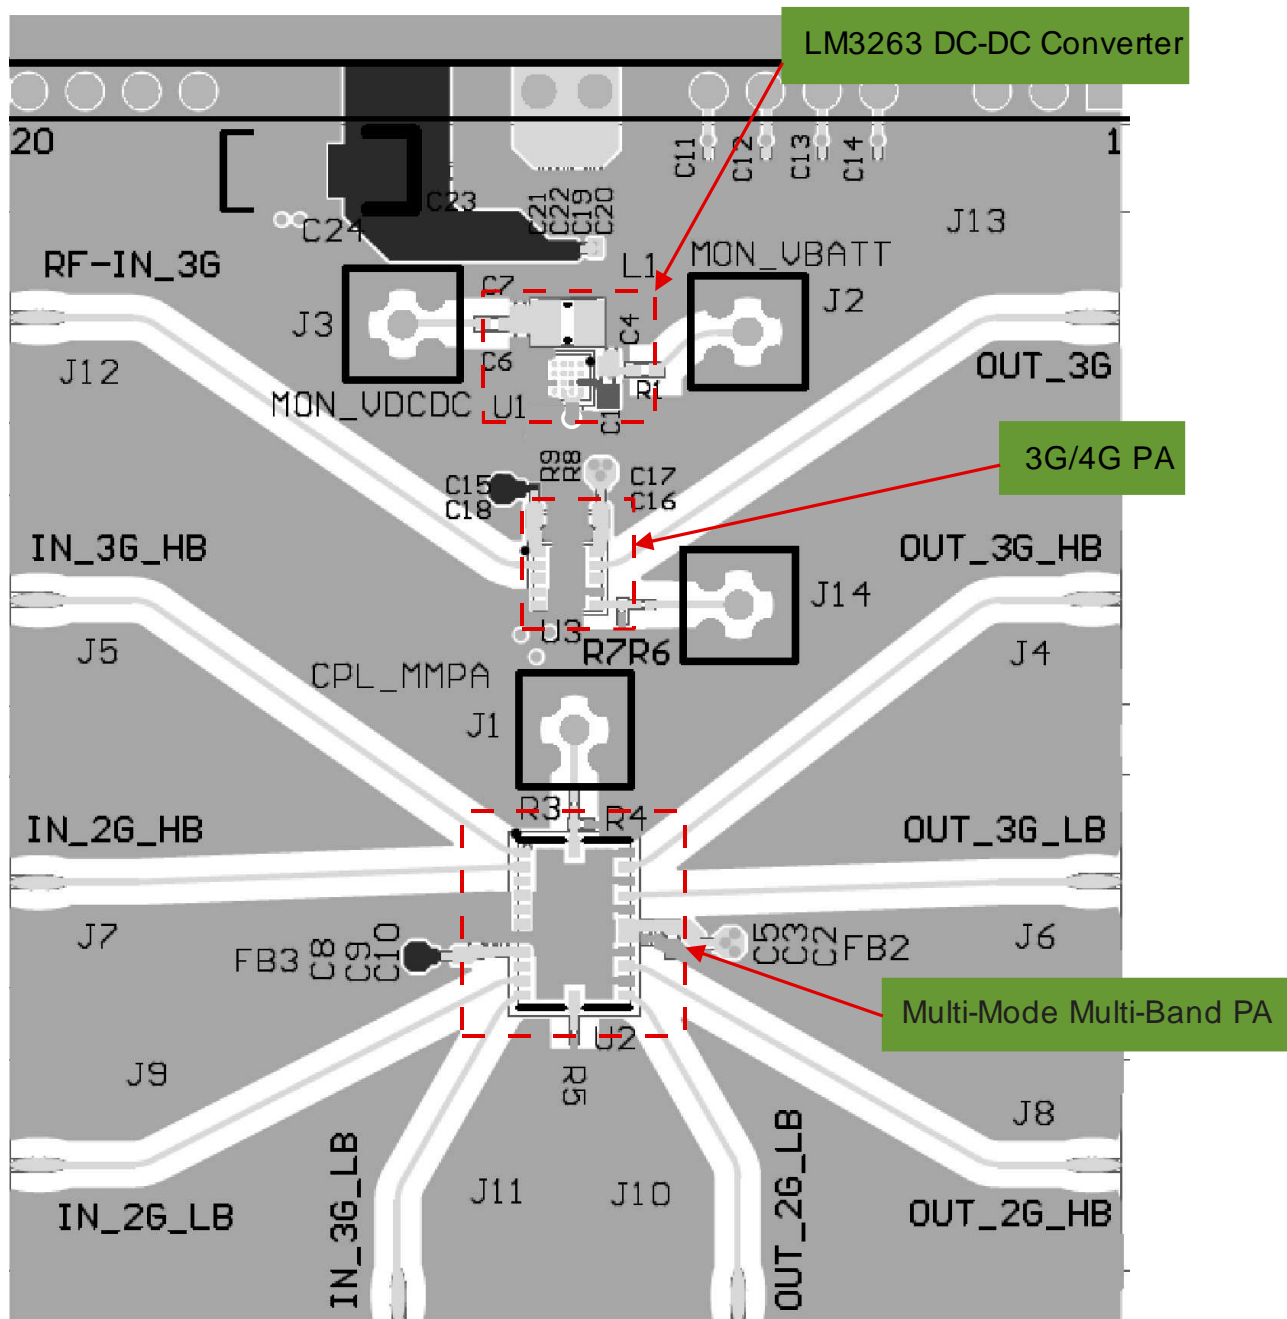 LM3263 DC-DC Converter
20
C11
C12
C13
C14
1
C23
C24
C21
C22
C19
C20
J13
RF-IN_3G
MON_VBATT
L1
C7
J3
J2
C4
J12
C6
R1
OUT_3G
MON_VDCDC
U1
C1
3G/4G PA
R9
R8
C15
C17
C18
C16
IN_3G_HB
OUT_3G_HB
J14
U3
J5
R7R6
J4
CPL_MMPA
J1
R3
R4
IN_2G_HB
OUT_3G_LB
J7
J6
FB3
C8
C9
C10
C5
C3
C2
FB2
Multi-Mode Multi-Band PA
U2
J9
R5
J8
IN_3G_LB
J11
J10
OUT_2G_LB
IN_2G_LB
OUT_2G_HB